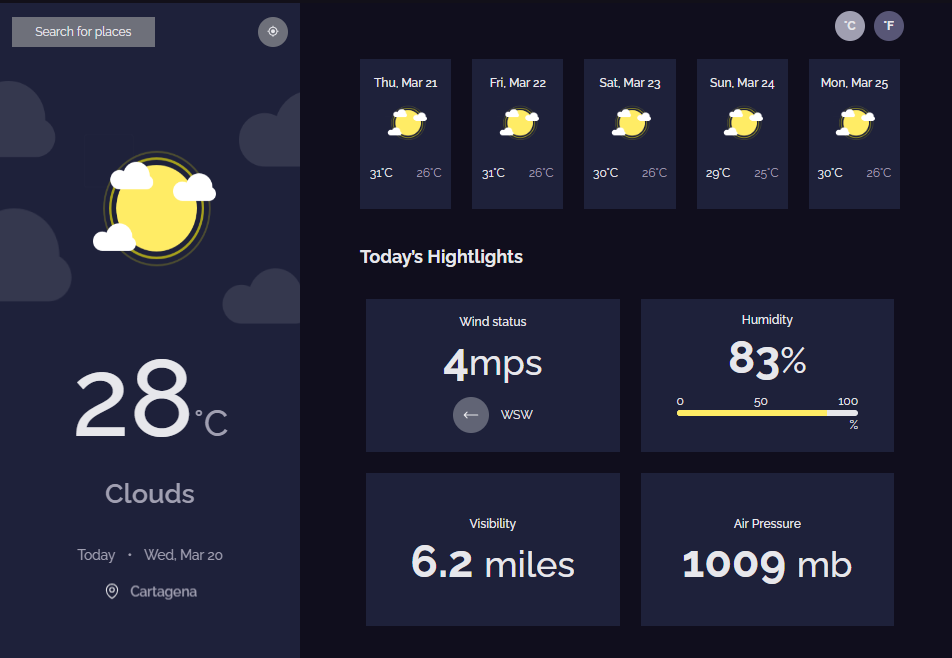 Search for places
28°C
Clouds
Today • Wed, Mar 20
Cartagena
°C °F
Thu, Mar 21
31°C 26°C
Fri, Mar 22
31°C 26°C
Sat, Mar 23
30°C 26°C
Sun, Mar 24
29°C 25°C
Mon, Mar 25
30°C 26°C
Today's Hightlights
Wind status
4mps
WSW
Humidity
83%
0 50 100
%
Visibility
6.2 miles
Air Pressure
1009 mb